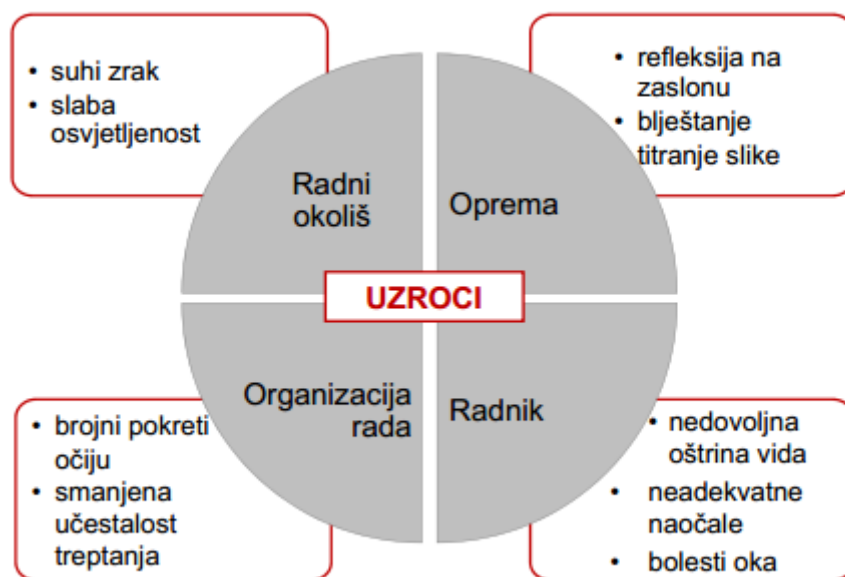 • suhi zrak
• slaba
osvjetljenost
• refleksija na
zaslonu
• blještanje
titranje slike
Radni
okoliš
Oprema
UZROCI
Organizacija
rada
Radnik
• brojni pokreti
očiju
• smanjena
učestalost
treptanja
• nedovoljna
oštrina vida
• neadekvatne
naočale
• bolesti oka